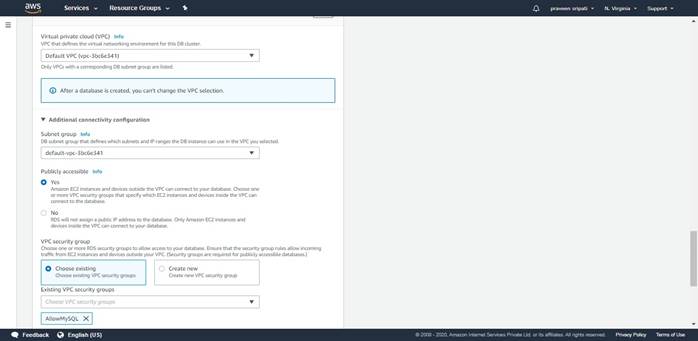 aws
Services
Resource Groups
praveen sripati
N. Virginia
Support
Virtual private cloud (VPC) Info
VPC that defines the virtual networking environment for this DB cluster.
Default VPC (vpc-3bc6e341)
Only VPCs with a corresponding DB subnet group are listed.
After a database is created, you can't change the VPC selection.
Additional connectivity configuration
Subnet group Info
DB subnet group that defines which subnets and IP ranges the DB instance can use in the VPC you selected.
default-vpc-3bc6e341
Publicly accessible Info
Yes
Amazon EC2 instances and devices outside the VPC can connect to your database. Choose one
or more VPC security groups that specify which EC2 instances and devices inside the VPC can
connect to the database.
No
RDS will not assign a public IP address to the database. Only Amazon EC2 instances and
devices inside the VPC can connect to your database.
VPC security group
Choose one or more RDS security groups to allow access to your database. Ensure that the security group rules allow incoming
traffic from EC2 instances and devices outside your VPC. (Security groups are required for publicly accessible databases.)
Choose existing
Choose existing VPC security groups
Create new
Create new VPC security group
Existing VPC security groups
Choose VPC security groups
AllowMySQL X
Feedback
English (US)
© 2008 - 2020, Amazon Internet Services Private Ltd. or its affiliates. All rights reserved.
Privacy Policy
Terms of Use